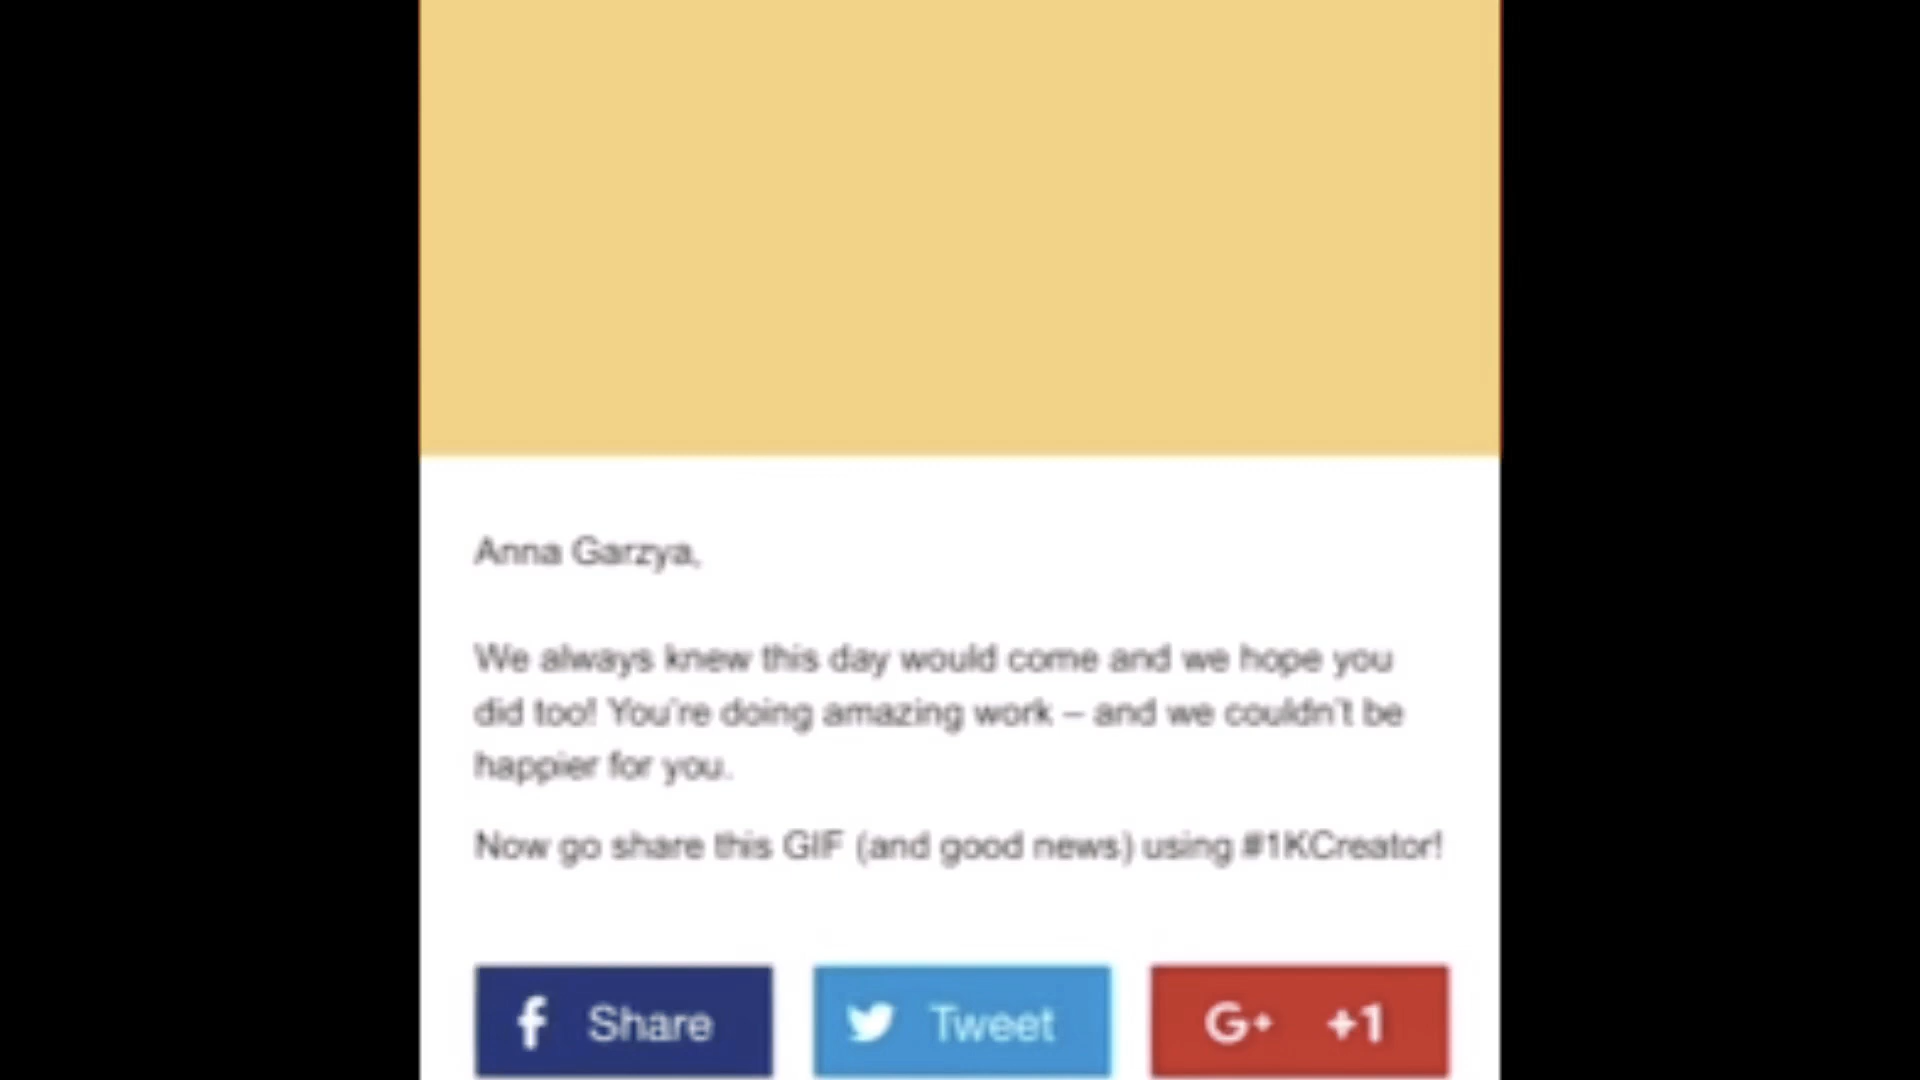 Anna Garzya,
We always knew this day would come and we hope you
did too! You're doing amazing work – and we couldn't be
happier for you.
Now go share this GIF (and good news) using #1KCreator!
f Share
Tweet
G+ +1